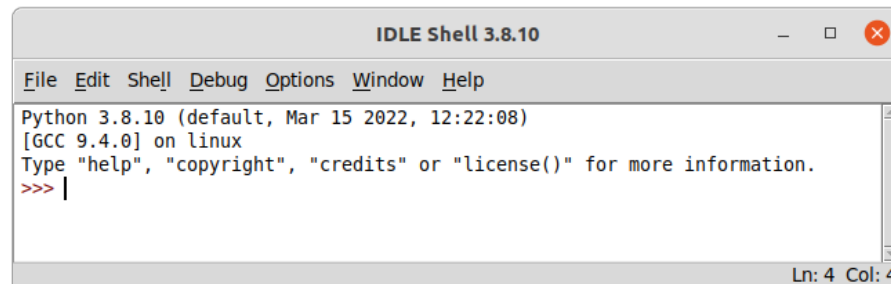 IDLE Shell 3.8.10
File Edit Shell Debug Options Window Help
Python 3.8.10 (default, Mar 15 2022, 12:22:08)
[GCC 9.4.0] on linux
Type "help", "copyright", "credits" or "license()" for more information.
>>>
Ln: 4 Col: 4